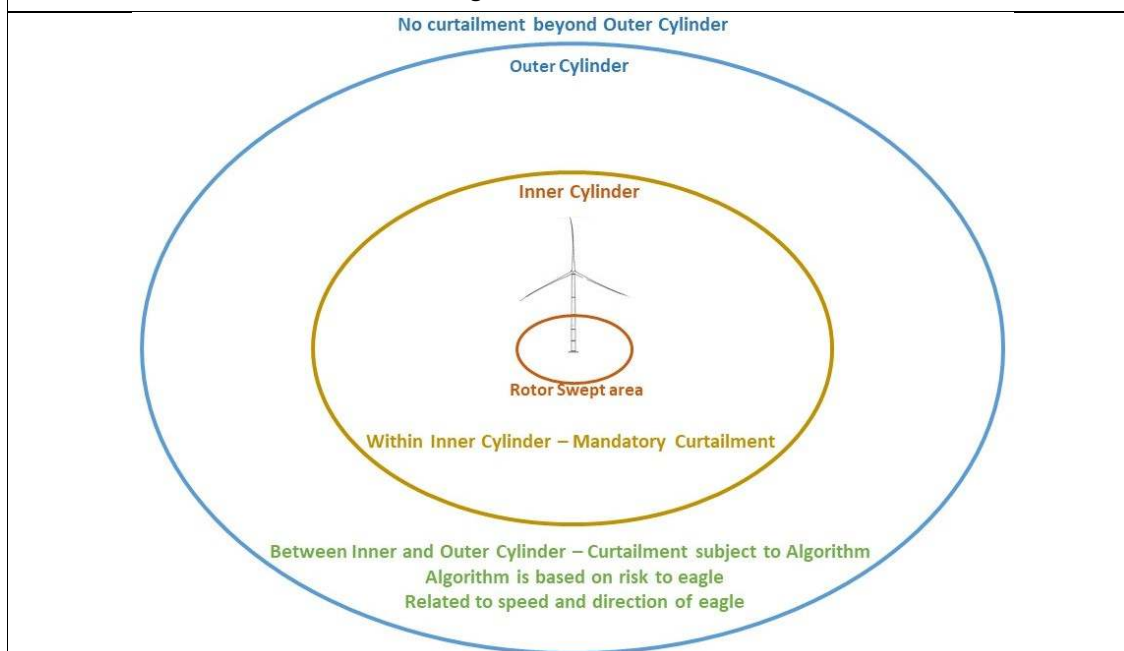 No curtailment beyond Outer Cylinder
Outer Cylinder
Inner Cylinder
Rotor Swept area
Within Inner Cylinder – Mandatory Curtailment
Between Inner and Outer Cylinder – Curtailment subject to Algorithm
Algorithm is based on risk to eagle
Related to speed and direction of eagle